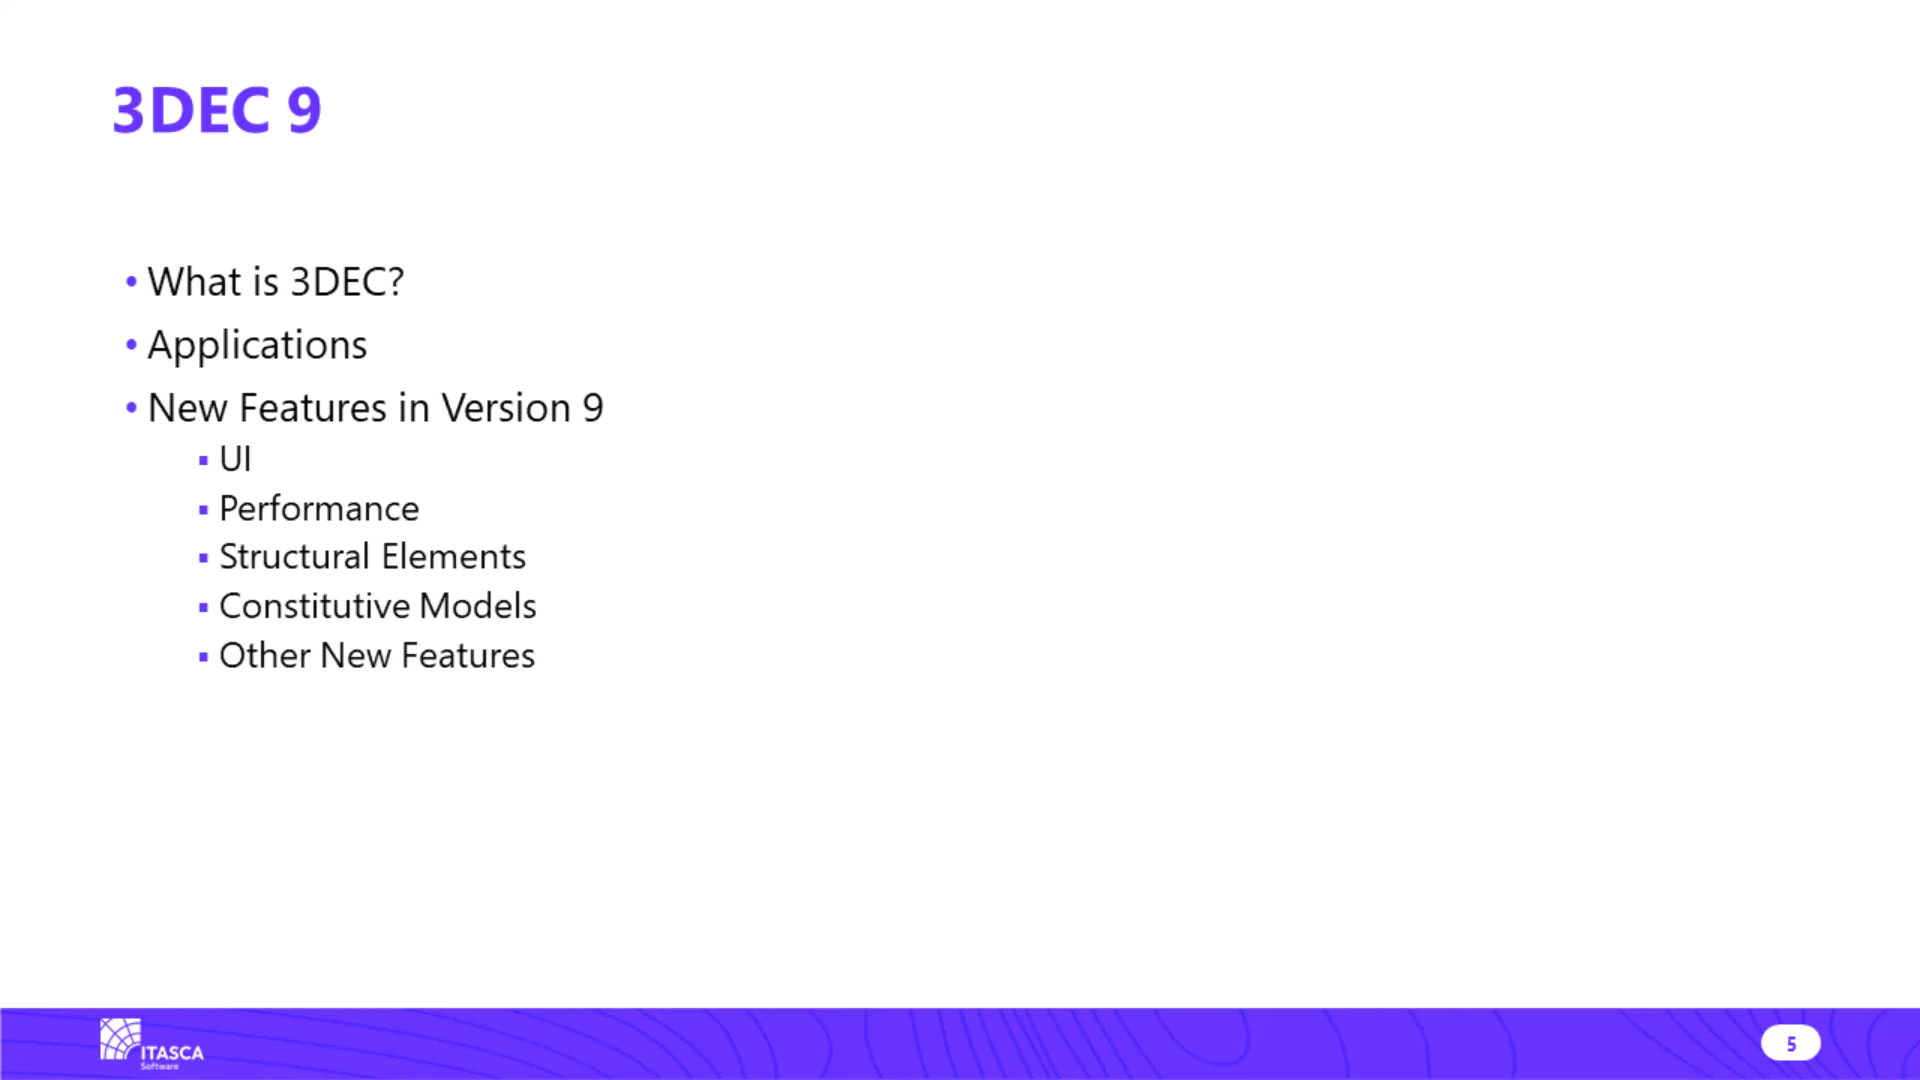 3DEC 9
• What is 3DEC?
• Applications
• New Features in Version 9
▪ UI
▪ Performance
▪ Structural Elements
▪ Constitutive Models
▪ Other New Features
ITASCA
Software
5